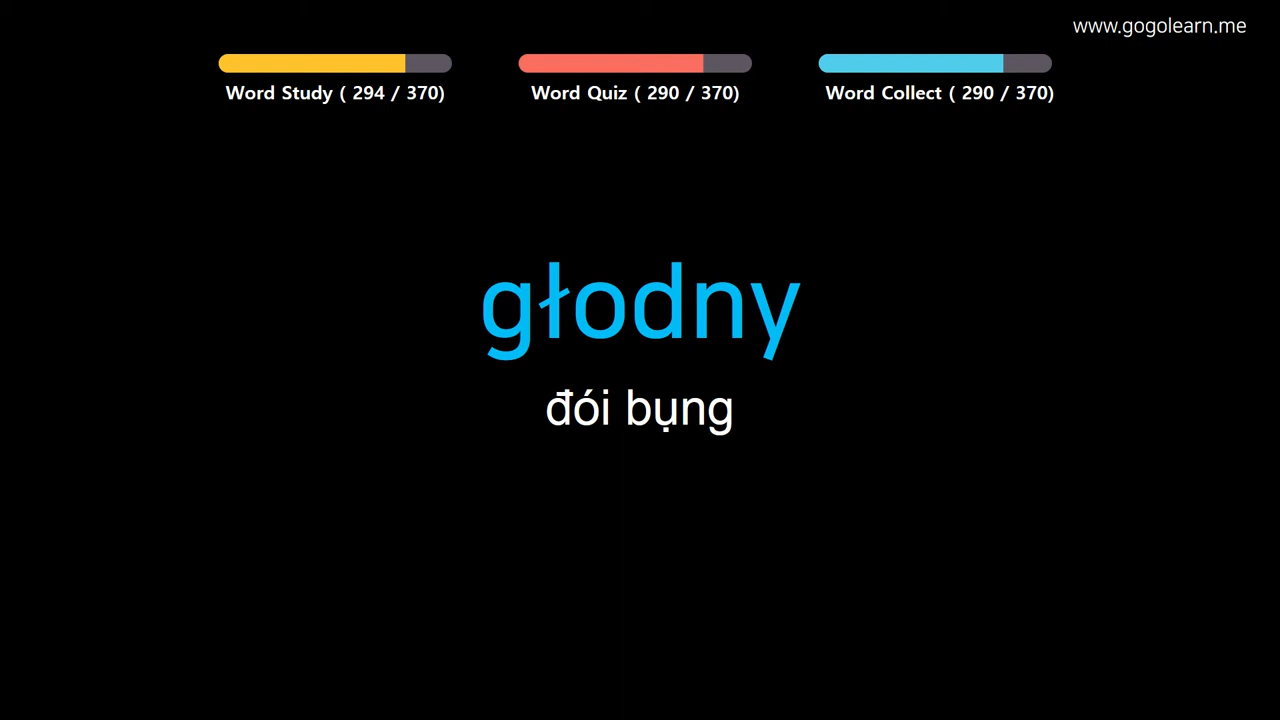 www.gogolearn.me
Word Study ( 294 / 370)
Word Quiz ( 290 / 370)
Word Collect ( 290 / 370)
głodny
đói bụng